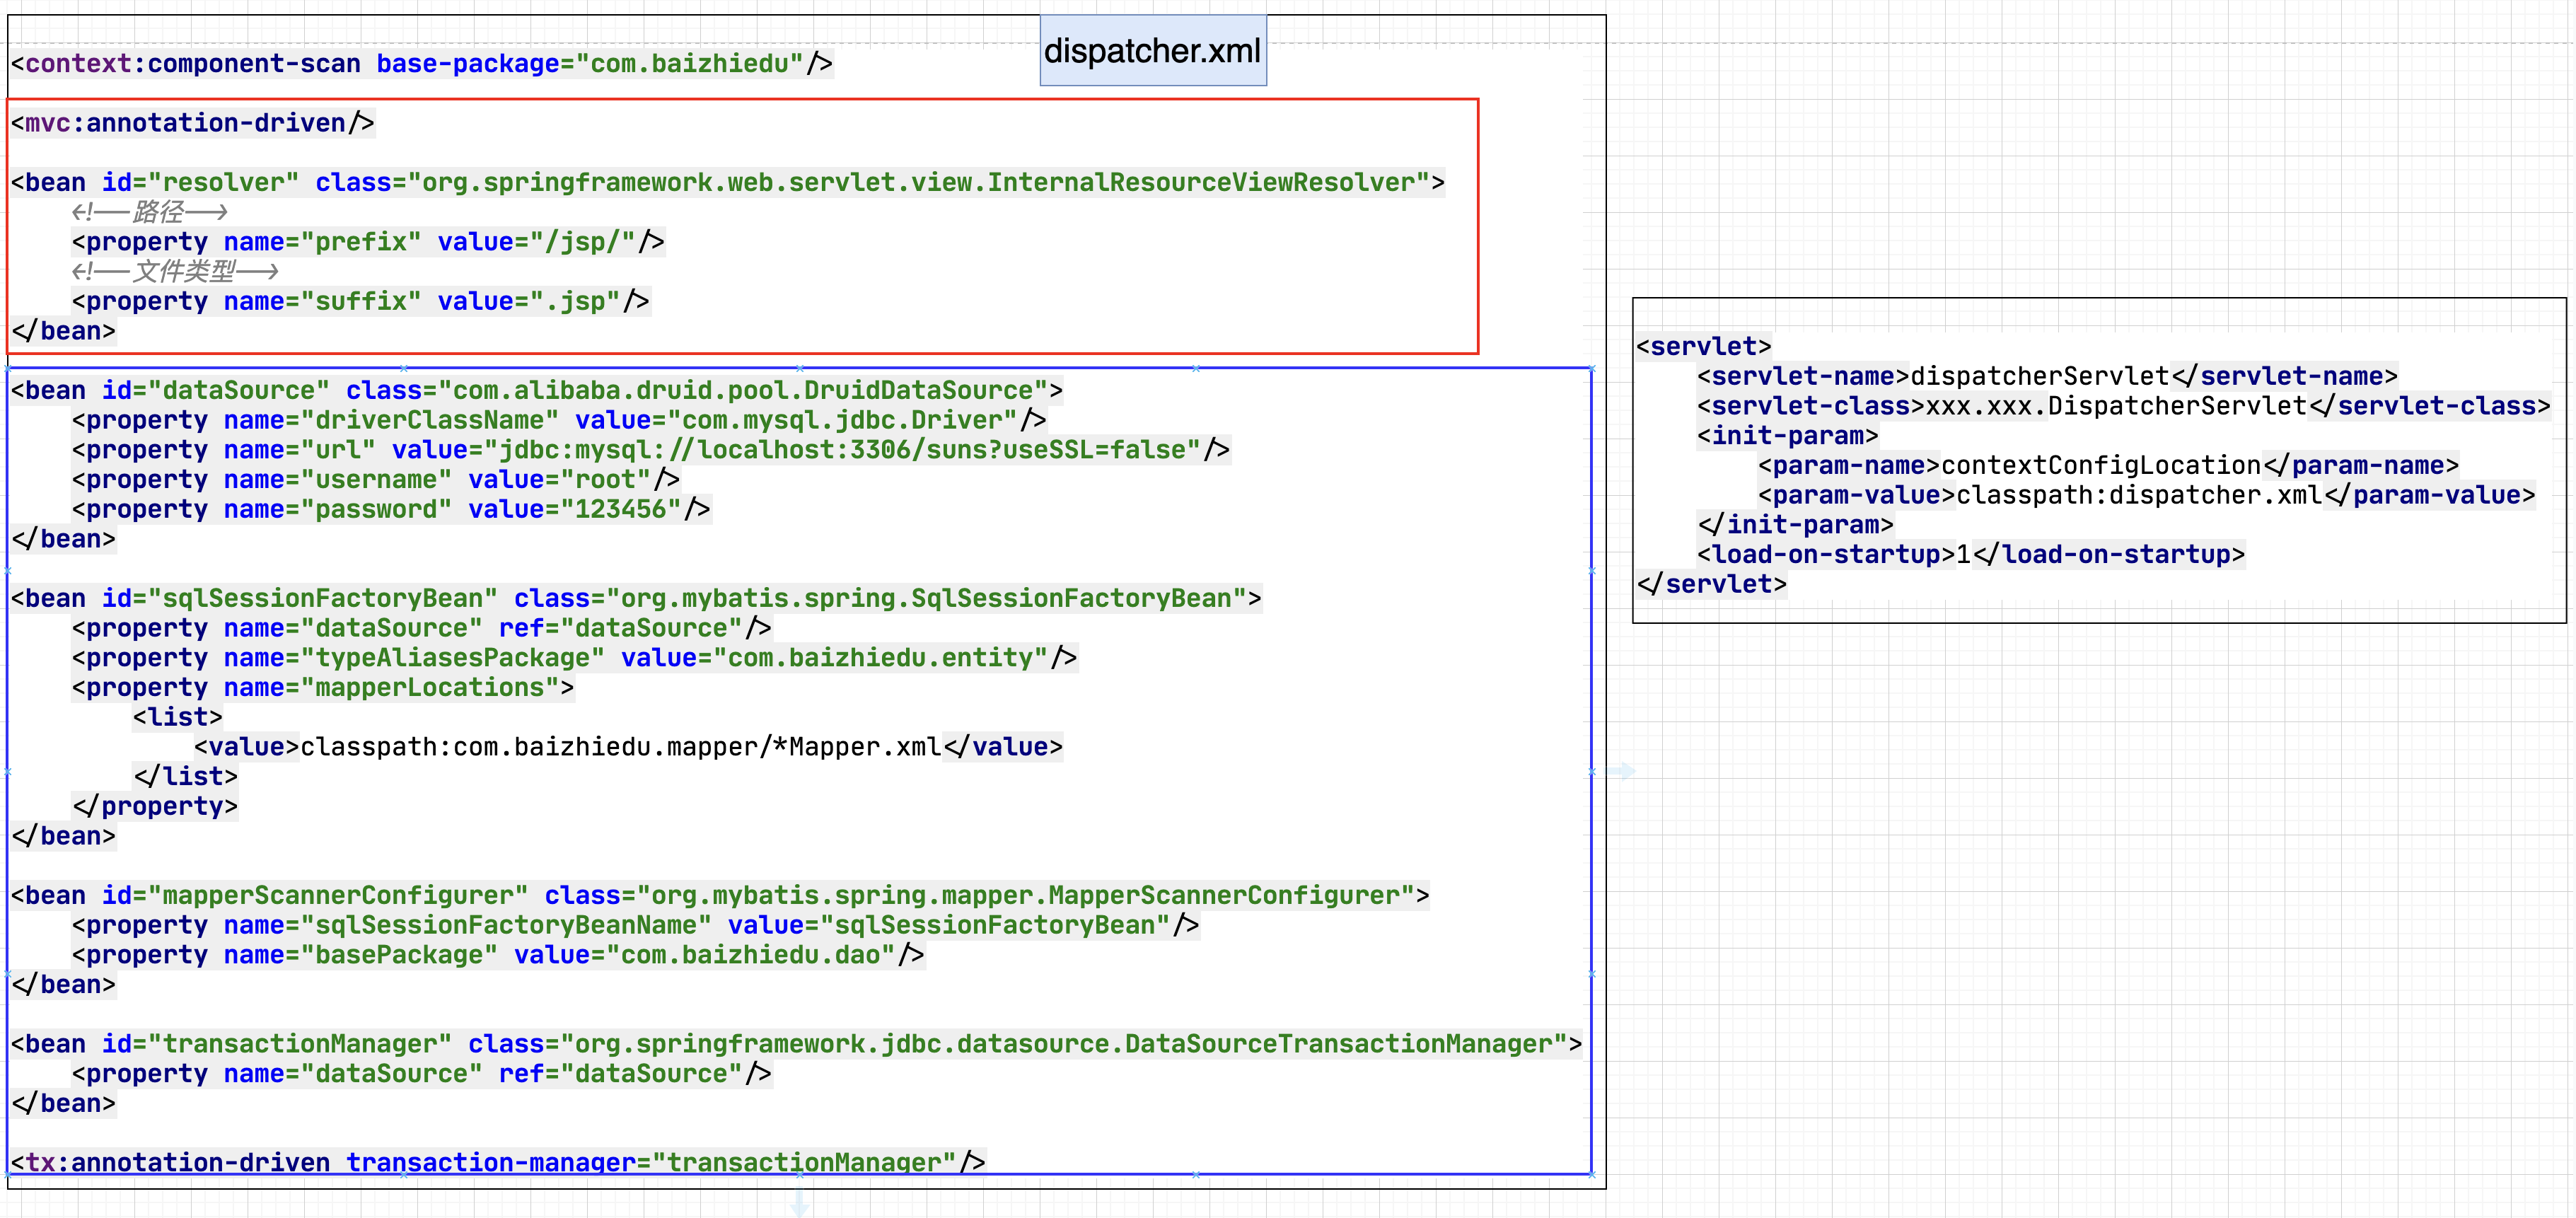 dispatcher.xml
<context:component-scan base-package="com.baizhiedu"/>
<mvc:annotation-driven/>
<bean id="resolver" class="org.springframework.web.servlet.view.InternalResourceViewResolver">
<!--路径-->
<property name="prefix" value="/jsp/"/>
<!--文件类型-->
<property name="suffix" value=".jsp"/>
</bean>
<bean id="dataSource" class="com.alibaba.druid.pool.DruidDataSource">
<property name="driverClassName" value="com.mysql.jdbc.Driver"/>
<property name="url" value="jdbc:mysql://localhost:3306/suns?useSSL=false"/>
<property name="username" value="root"/>
<property name="password" value="123456"/>
</bean>
<bean id="sqlSessionFactoryBean" class="org.mybatis.spring.SqlSessionFactoryBean">
<property name="dataSource" ref="dataSource"/>
<property name="typeAliasesPackage" value="com.baizhiedu.entity"/>
<property name="mapperLocations">
<list>
<value>classpath:com.baizhiedu.mapper/*Mapper.xml</value>
</list>
</property>
</bean>
<bean id="mapperScannerConfigurer" class="org.mybatis.spring.mapper.MapperScannerConfigurer">
<property name="sqlSessionFactoryBeanName" value="sqlSessionFactoryBean"/>
<property name="basePackage" value="com.baizhiedu.dao"/>
</bean>
<bean id="transactionManager" class="org.springframework.jdbc.datasource.DataSourceTransactionManager">
<property name="dataSource" ref="dataSource"/>
</bean>
<tx:annotation-driven transaction-manager="transactionManager"/>
<servlet>
<servlet-name>dispatcherServlet</servlet-name>
<servlet-class>xxx.xxx.DispatcherServlet</servlet-class>
<init-param>
<param-name>contextConfigLocation</param-name>
<param-value>classpath:dispatcher.xml</param-value>
</init-param>
<load-on-startup>1</load-on-startup>
</servlet>